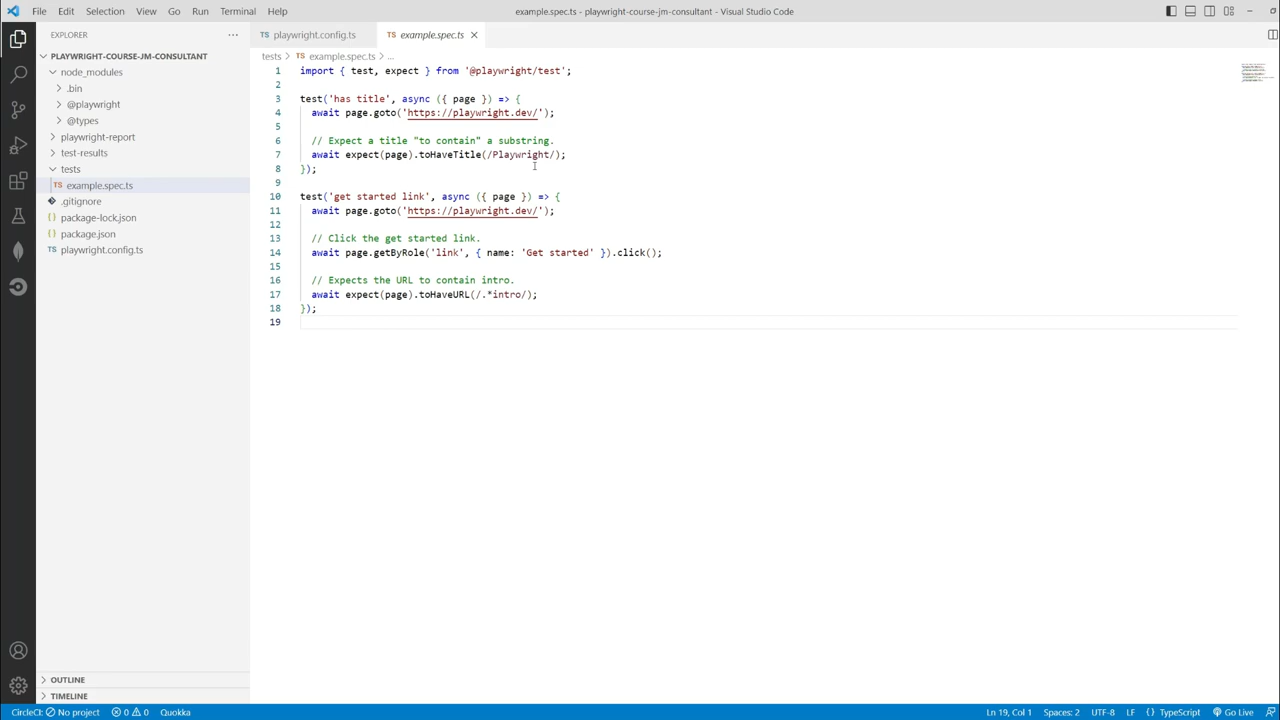 File Edit Selection View Go Run Terminal Help
example.spec.ts - playwright-course-jm-consultant - Visual Studio Code
EXPLORER
PLAYWRIGHT-COURSE-JM-CONSULTANT
node_modules
.bin
@playwright
@types
playwright-report
test-results
tests
TS example.spec.ts
.gitignore
package-lock.json
package.json
TS playwright.config.ts
OUTLINE
TIMELINE
TS playwright.config.ts
TS example.spec.ts
tests > TS example.spec.ts > ...
1 import { test, expect } from '@playwright/test';
2
3 test('has title', async ({ page }) => {
4 await page.goto('https://playwright.dev/');
5
6 // Expect a title "to contain" a substring.
7 await expect(page).toHaveTitle(/Playwright/);
8 });
9
10 test('get started link', async ({ page }) => {
11 await page.goto('https://playwright.dev/');
12
13 // Click the get started link.
14 await page.getByRole('link', { name: 'Get started' }).click();
15
16 // Expects the URL to contain intro.
17 await expect(page).toHaveURL(/.*intro/);
18 });
19
CircleCI: No project 0 0 Quokka
Ln 19, Col 1 Spaces: 2 UTF-8 LF { } TypeScript Go Live